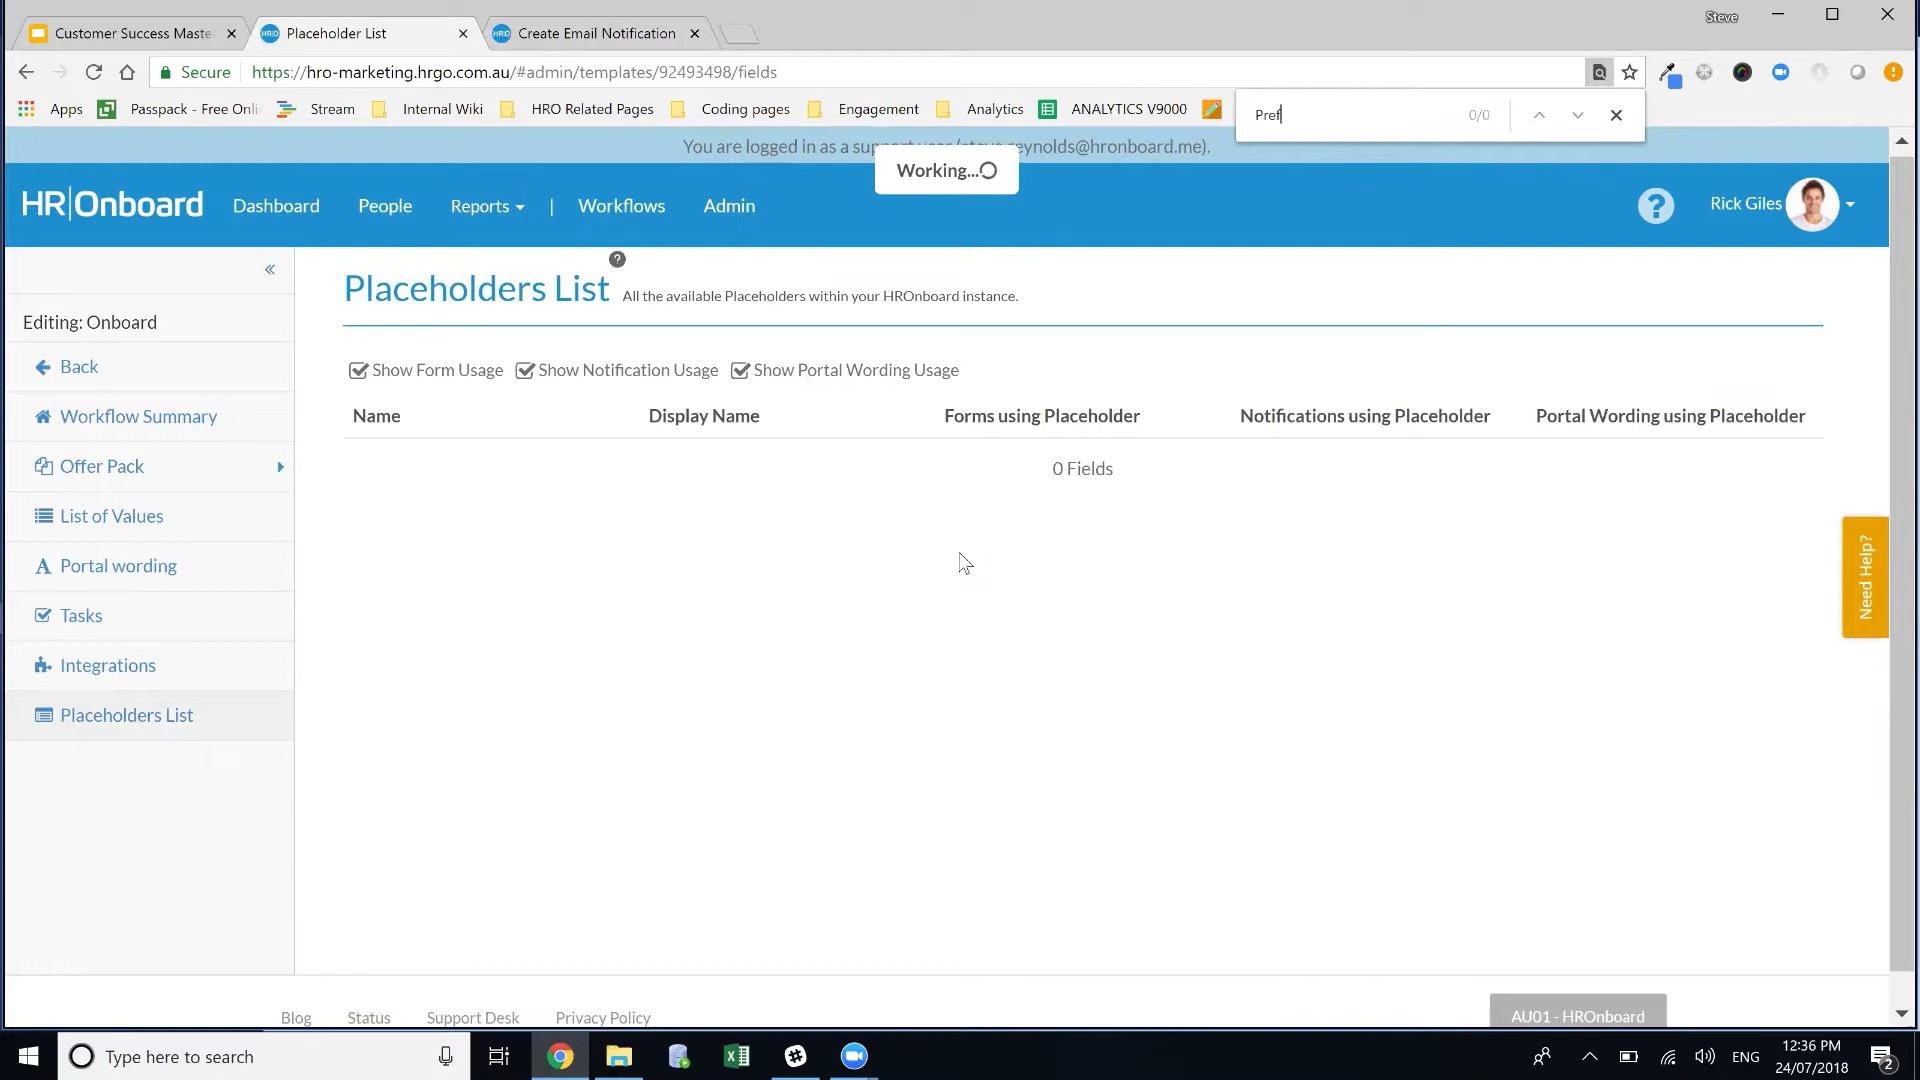 Steve
Customer Success Maste
Placeholder List
Create Email Notification
Secure
https://hro-marketing.hrgo.com.au/#admin/templates/92493498/fields
Apps
Passpack - Free Onli
Stream
Internal Wiki
HRO Related Pages
Coding pages
Engagement
Analytics
ANALYTICS V9000
Pref
0/0
You are logged in as a support user (steve.reynolds@hronboard.me).
Working...
HR|Onboard
Dashboard
People
Reports
|
Workflows
Admin
?
Rick Giles
«
Editing: Onboard
Back
Workflow Summary
Offer Pack
List of Values
Portal wording
Tasks
Integrations
Placeholders List
?
Placeholders List
All the available Placeholders within your HROnboard instance.
Show Form Usage
Show Notification Usage
Show Portal Wording Usage
Name
Display Name
Forms using Placeholder
Notifications using Placeholder
Portal Wording using Placeholder
0 Fields
Need Help?
Blog
Status
Support Desk
Privacy Policy
AU01 - HROnboard
Type here to search
ENG
12:36 PM
24/07/2018
2